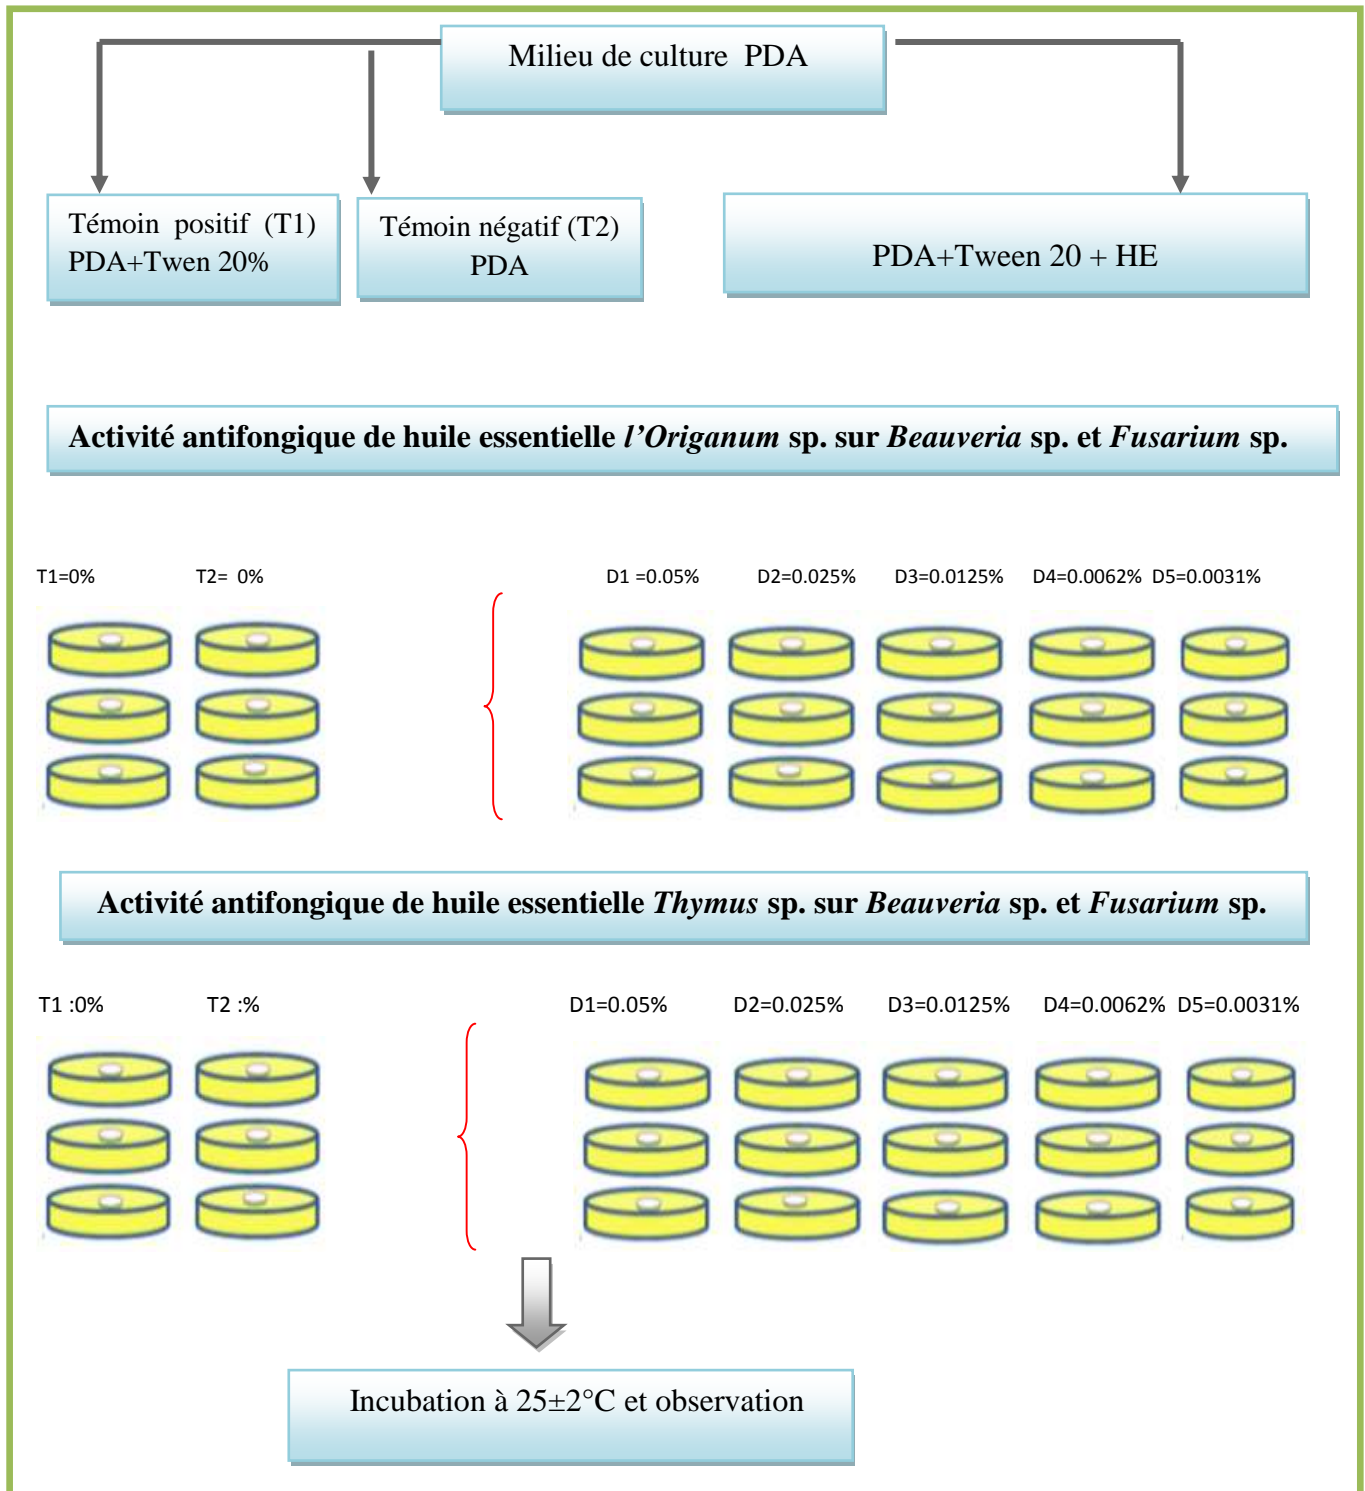 Milieu de culture PDA
Témoin positif (T1)
PDA+Twen 20%
Témoin négatif (T2)
PDA
PDA+Tween 20 + HE
Activité antifongique de huile essentielle l’Origanum sp. sur Beauveria sp. et Fusarium sp.
T1=0% T2= 0% D1 =0.05% D2=0.025% D3=0.0125% D4=0.0062% D5=0.0031%
Activité antifongique de huile essentielle Thymus sp. sur Beauveria sp. et Fusarium sp.
T1 :0% T2 :% D1=0.05% D2=0.025% D3=0.0125% D4=0.0062% D5=0.0031%
Incubation à 25±2°C et observation